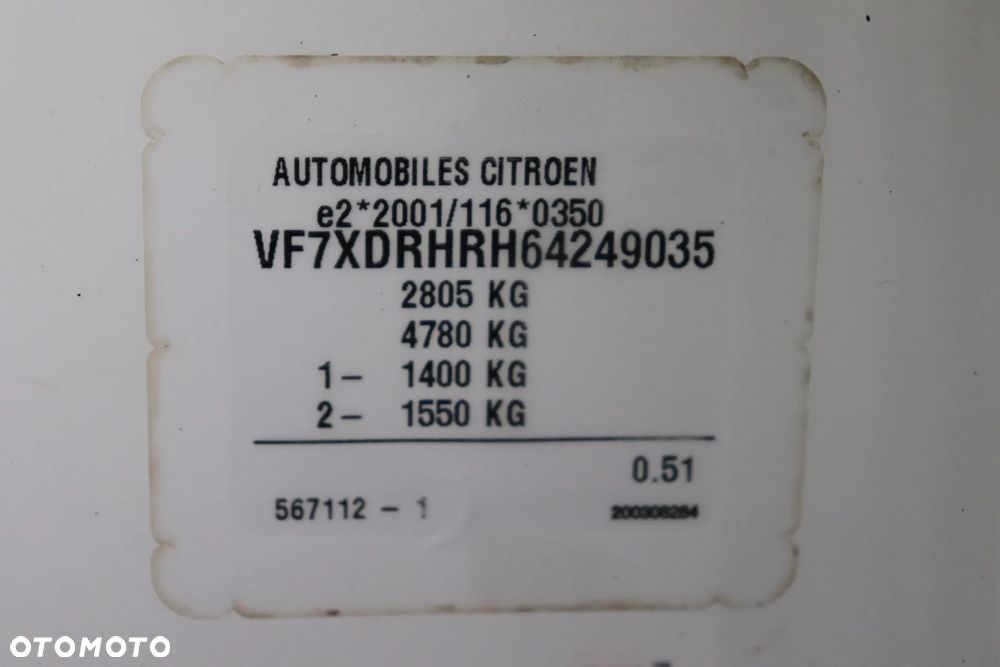 AUTOMOBILES CITROEN
e2*2001/116*0350
VF7XDRHRH64249035
2805 KG
4780 KG
1- 1400 KG
2- 1550 KG
0.51
567112 - 1
200308284
OTOMOTO